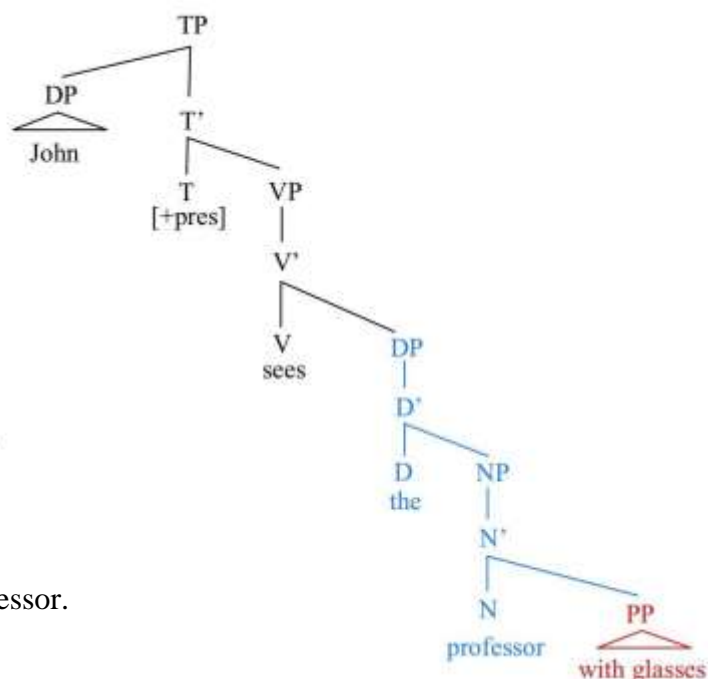 TP
DP
T'
John
T VP
[+pres]
V'
V DP
sees
D'
D NP
the
N'
essor.
N PP
professor
with glasses